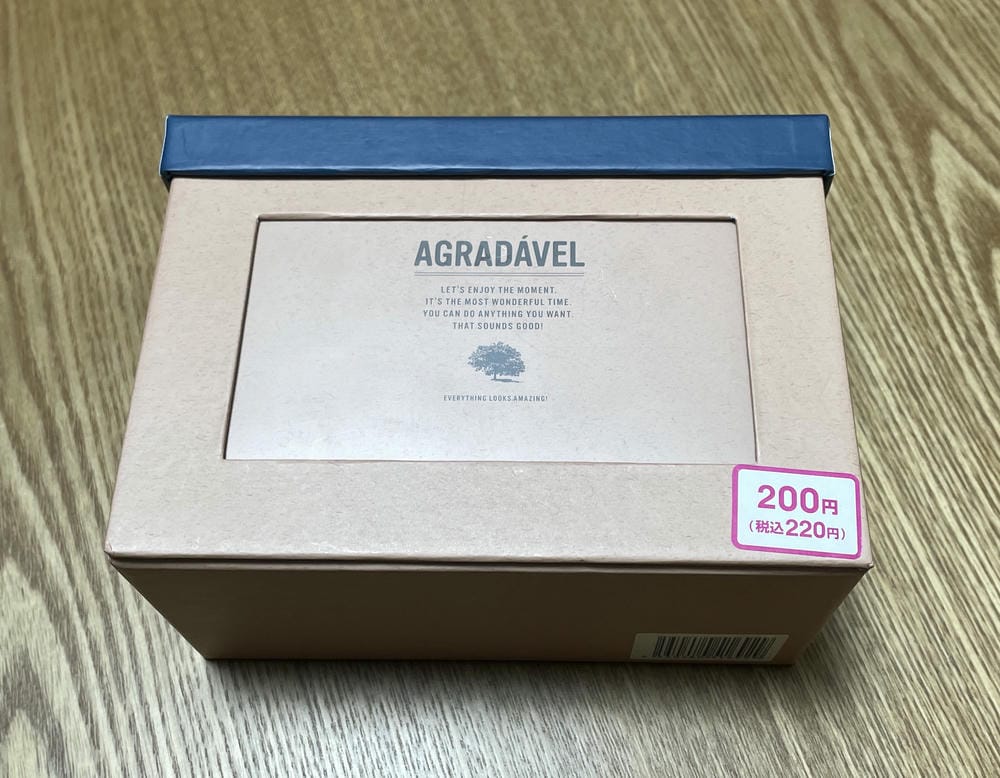 AGRADÁVEL
LET'S ENJOY THE MOMENT.
IT'S THE MOST WONDERFUL TIME.
YOU CAN DO ANYTHING YOU WANT.
THAT SOUNDS GOOD!
EVERYTHING LOOKS AMAZING!
200円
(税込220円)